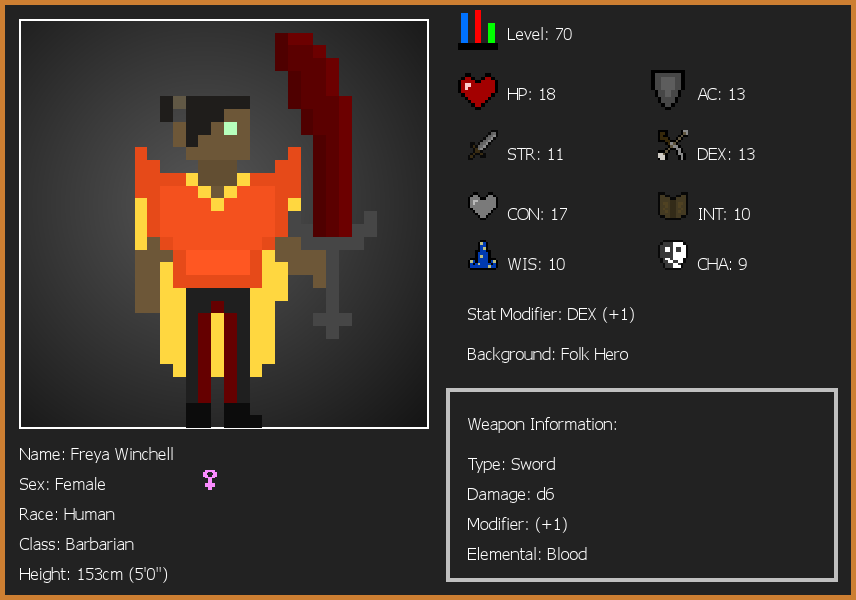 Level: 70
HP: 18
AC: 13
STR: 11
DEX: 13
CON: 17
INT: 10
WIS: 10
CHA: 9
Stat Modifier: DEX (+1)
Background: Folk Hero
Weapon Information:
Type: Sword
Damage: d6
Modifier: (+1)
Elemental: Blood
Name: Freya Winchell
Sex: Female
Race: Human
Class: Barbarian
Height: 153cm (5'0")